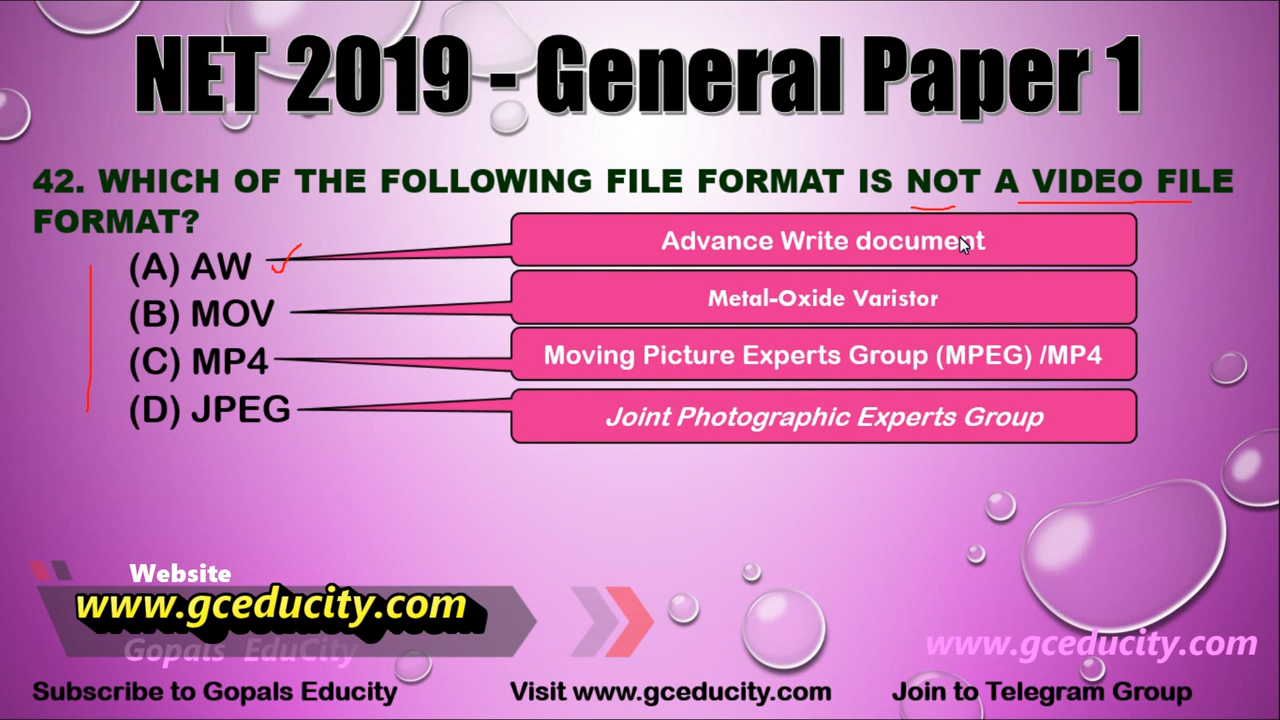 NET 2019 - General Paper 1
42. WHICH OF THE FOLLOWING FILE FORMAT IS NOT A VIDEO FILE
FORMAT?
(A) AW
Advance Write document
(B) MOV
Metal-Oxide Varistor
(C) MP4
Moving Picture Experts Group (MPEG) /MP4
(D) JPEG
Joint Photographic Experts Group
Website
www.gceducity.com
Gopals EduCity
www.gceducity.com
Subscribe to Gopals Educity
Visit www.gceducity.com
Join to Telegram Group